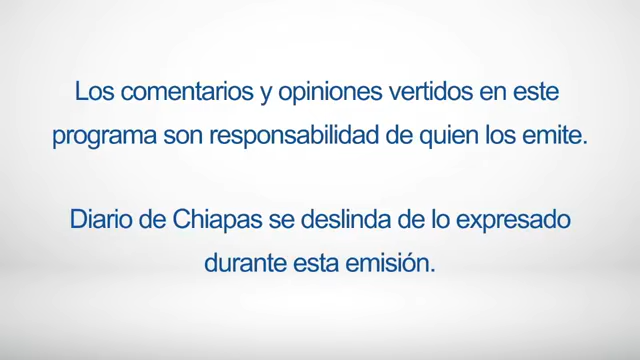 Los comentarios y opiniones vertidos en este
programa son responsabilidad de quien los emite.
Diario de Chiapas se deslinda de lo expresado
durante esta emisión.